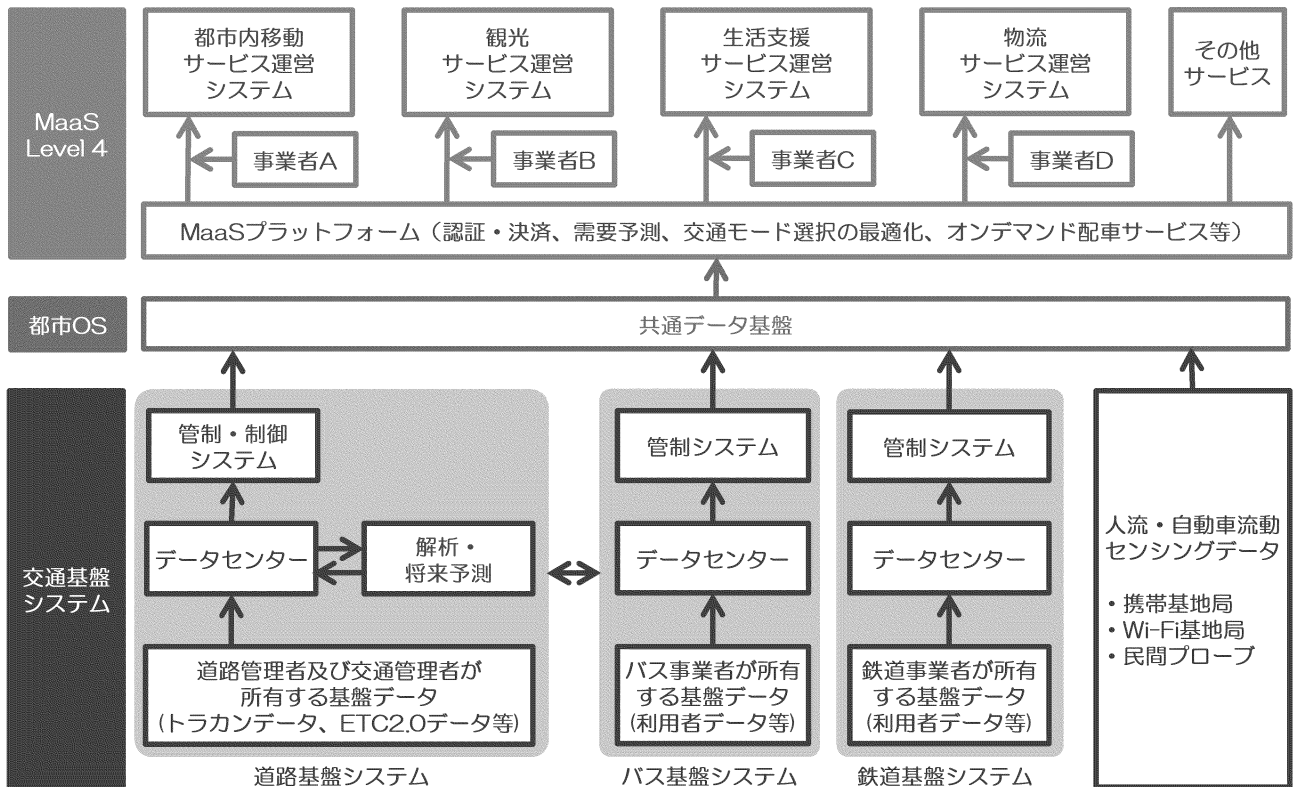 MaaS
Level 4
都市内移動
サービス運営
システム
観光
サービス運営
システム
生活支援
サービス運営
システム
物流
サービス運営
システム
その他
サービス
事業者A
事業者B
事業者C
事業者D
MaaSプラットフォーム（認証・決済、需要予測、交通モード選択の最適化、オンデマンド配車サービス等）
都市OS
共通データ基盤
交通基盤
システム
管制・制御
システム
データセンター
解析・
将来予測
道路管理者及び交通管理者が
所有する基盤データ
(トラカンデータ、ETC2.0データ等)
道路基盤システム
管制システム
データセンター
バス事業者が所有
する基盤データ
(利用者データ等)
バス基盤システム
管制システム
データセンター
鉄道事業者が所有
する基盤データ
(利用者データ等)
鉄道基盤システム
人流・自動車流動
センシングデータ
・携帯基地局
・Wi-Fi基地局
・民間プローブ